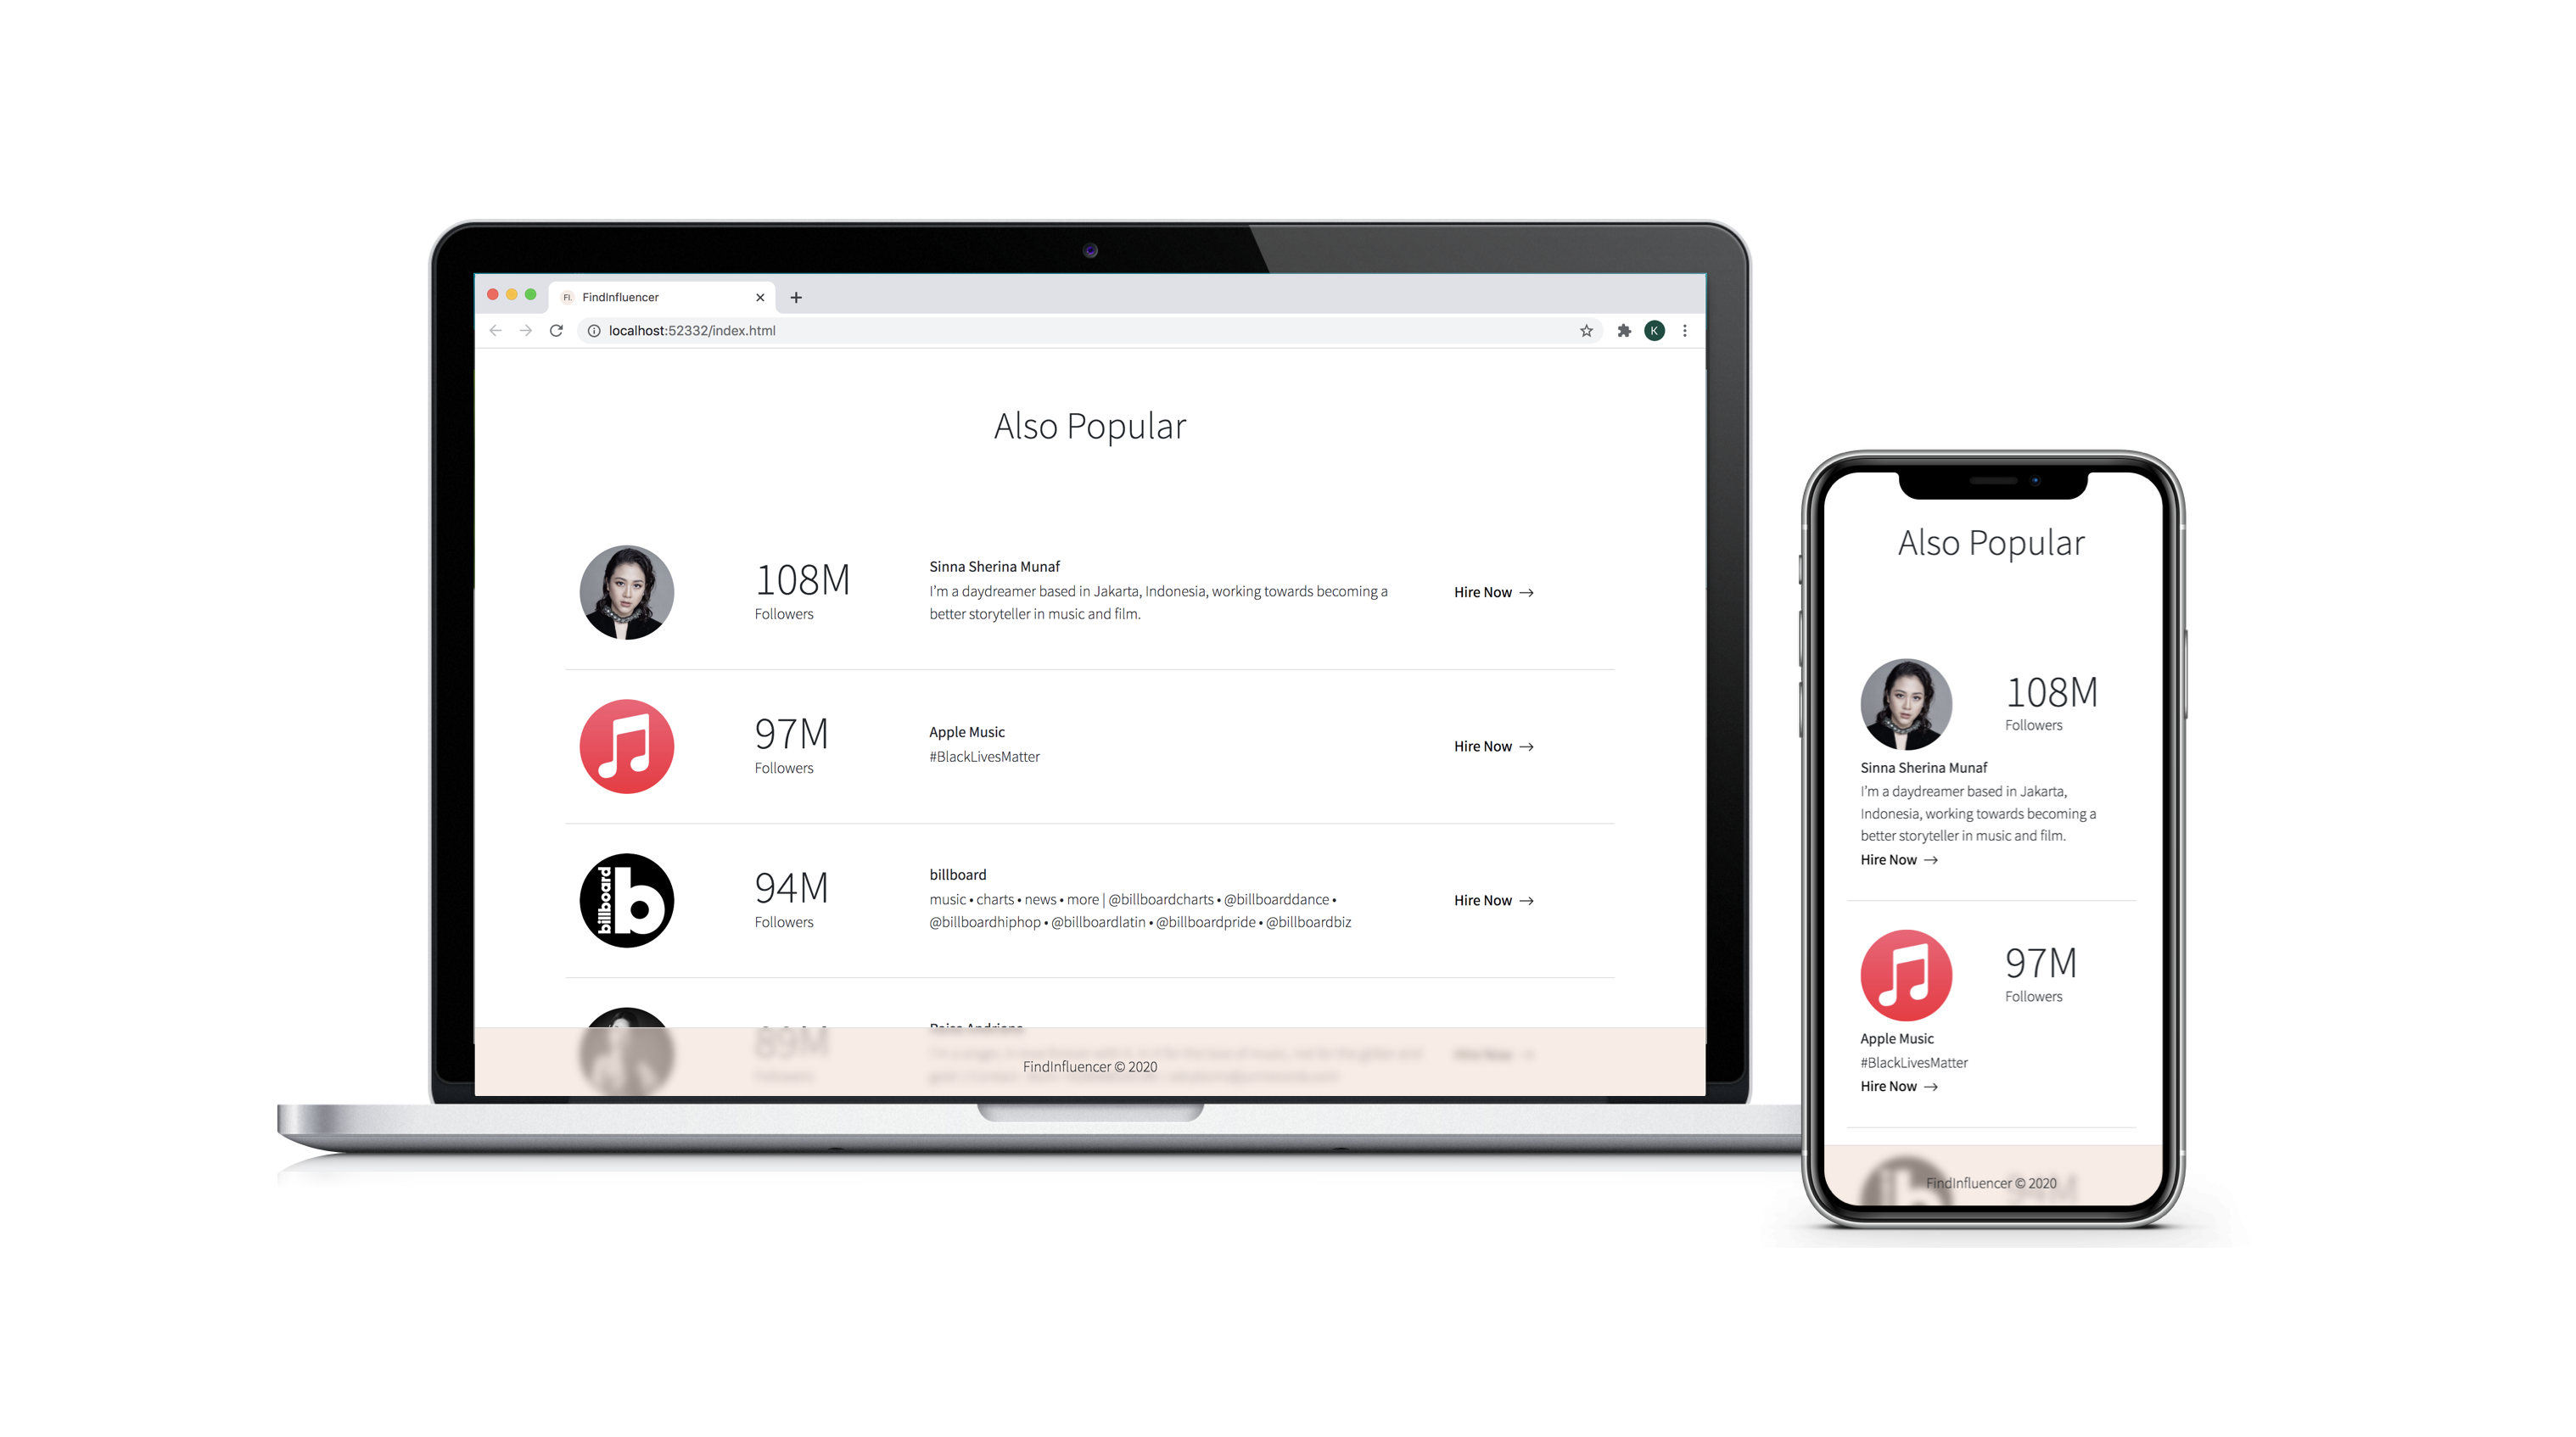 FI.
FindInfluencer
localhost:52332/index.html
K
Also Popular
108M
Followers
Sinna Sherina Munaf
I'm a daydreamer based in Jakarta, Indonesia, working towards becoming a
better storyteller in music and film.
Hire Now →
97M
Followers
Apple Music
#BlackLivesMatter
Hire Now →
billboard
b
94M
Followers
billboard
music • charts • news • more | @billboardcharts • @billboarddance •
@billboardhiphop • @billboardlatin • @billboardpride • @billboardbiz
Hire Now →
89M
Followers
Hire Now →
FindInfluencer © 2020
Also Popular
108M
Followers
Sinna Sherina Munaf
I'm a daydreamer based in Jakarta,
Indonesia, working towards becoming a
better storyteller in music and film.
Hire Now →
97M
Followers
Apple Music
#BlackLivesMatter
Hire Now →
94M
FindInfluencer © 2020